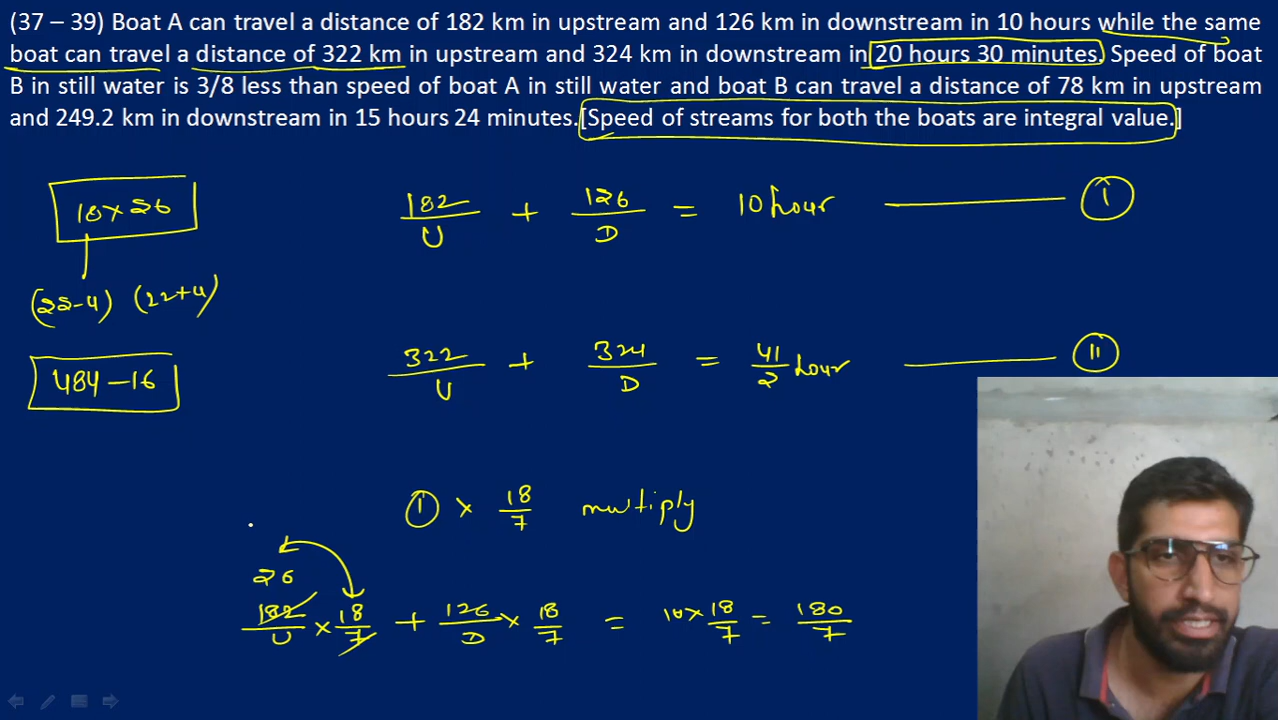 (37 – 39) Boat A can travel a distance of 182 km in upstream and 126 km in downstream in 10 hours while the same
boat can travel a distance of 322 km in upstream and 324 km in downstream in 20 hours 30 minutes. Speed of boat
B in still water is 3/8 less than speed of boat A in still water and boat B can travel a distance of 78 km in upstream
and 249.2 km in downstream in 15 hours 24 minutes.[Speed of streams for both the boats are integral value.]
18 × 26
182/U + 126/D = 10 hour ——— I
(22-4) (22+4)
484 – 16
322/U + 324/D = 41/2 hour ——— II
I × 18/7 multiply
26
182/U × 18/7 + 126/D × 18/7 = 10 × 18/7 = 180/7